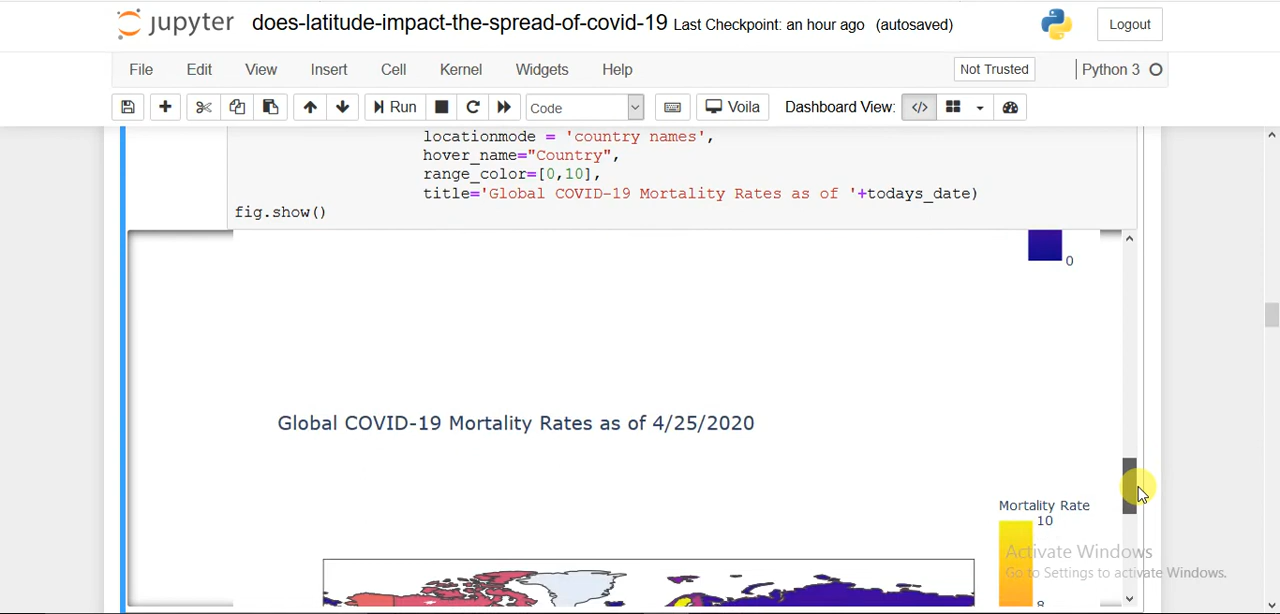 jupyter does-latitude-impact-the-spread-of-covid-19 Last Checkpoint: an hour ago (autosaved) Logout
File Edit View Insert Cell Kernel Widgets Help Not Trusted Python 3
Run Code Voila Dashboard View:
locationmode = 'country names',
hover_name="Country",
range_color=[0,10],
title='Global COVID-19 Mortality Rates as of '+todays_date)
fig.show()
0
Global COVID-19 Mortality Rates as of 4/25/2020
Mortality Rate
10
8
Activate Windows
Go to Settings to activate Windows.